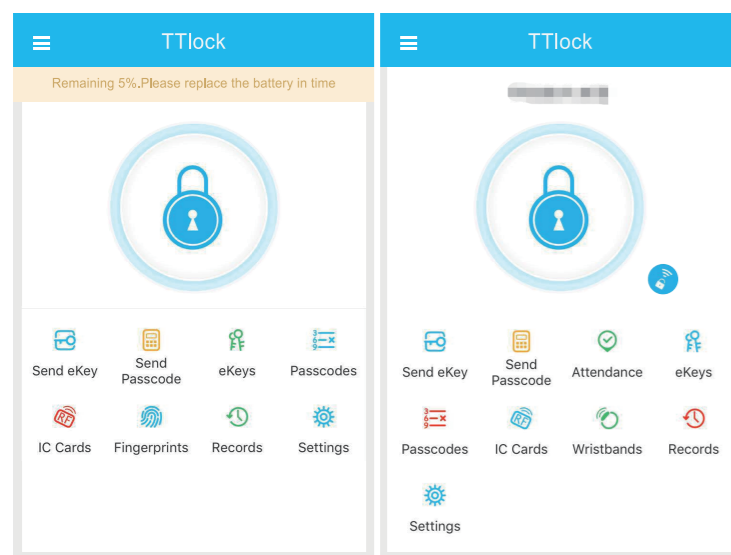 TTlock
Remaining 5%.Please replace the battery in time
Send eKey
Send
Passcode
eKeys
Passcodes
IC Cards
Fingerprints
Records
Settings
TTlock
Send eKey
Send
Passcode
Attendance
eKeys
Passcodes
IC Cards
Wristbands
Records
Settings